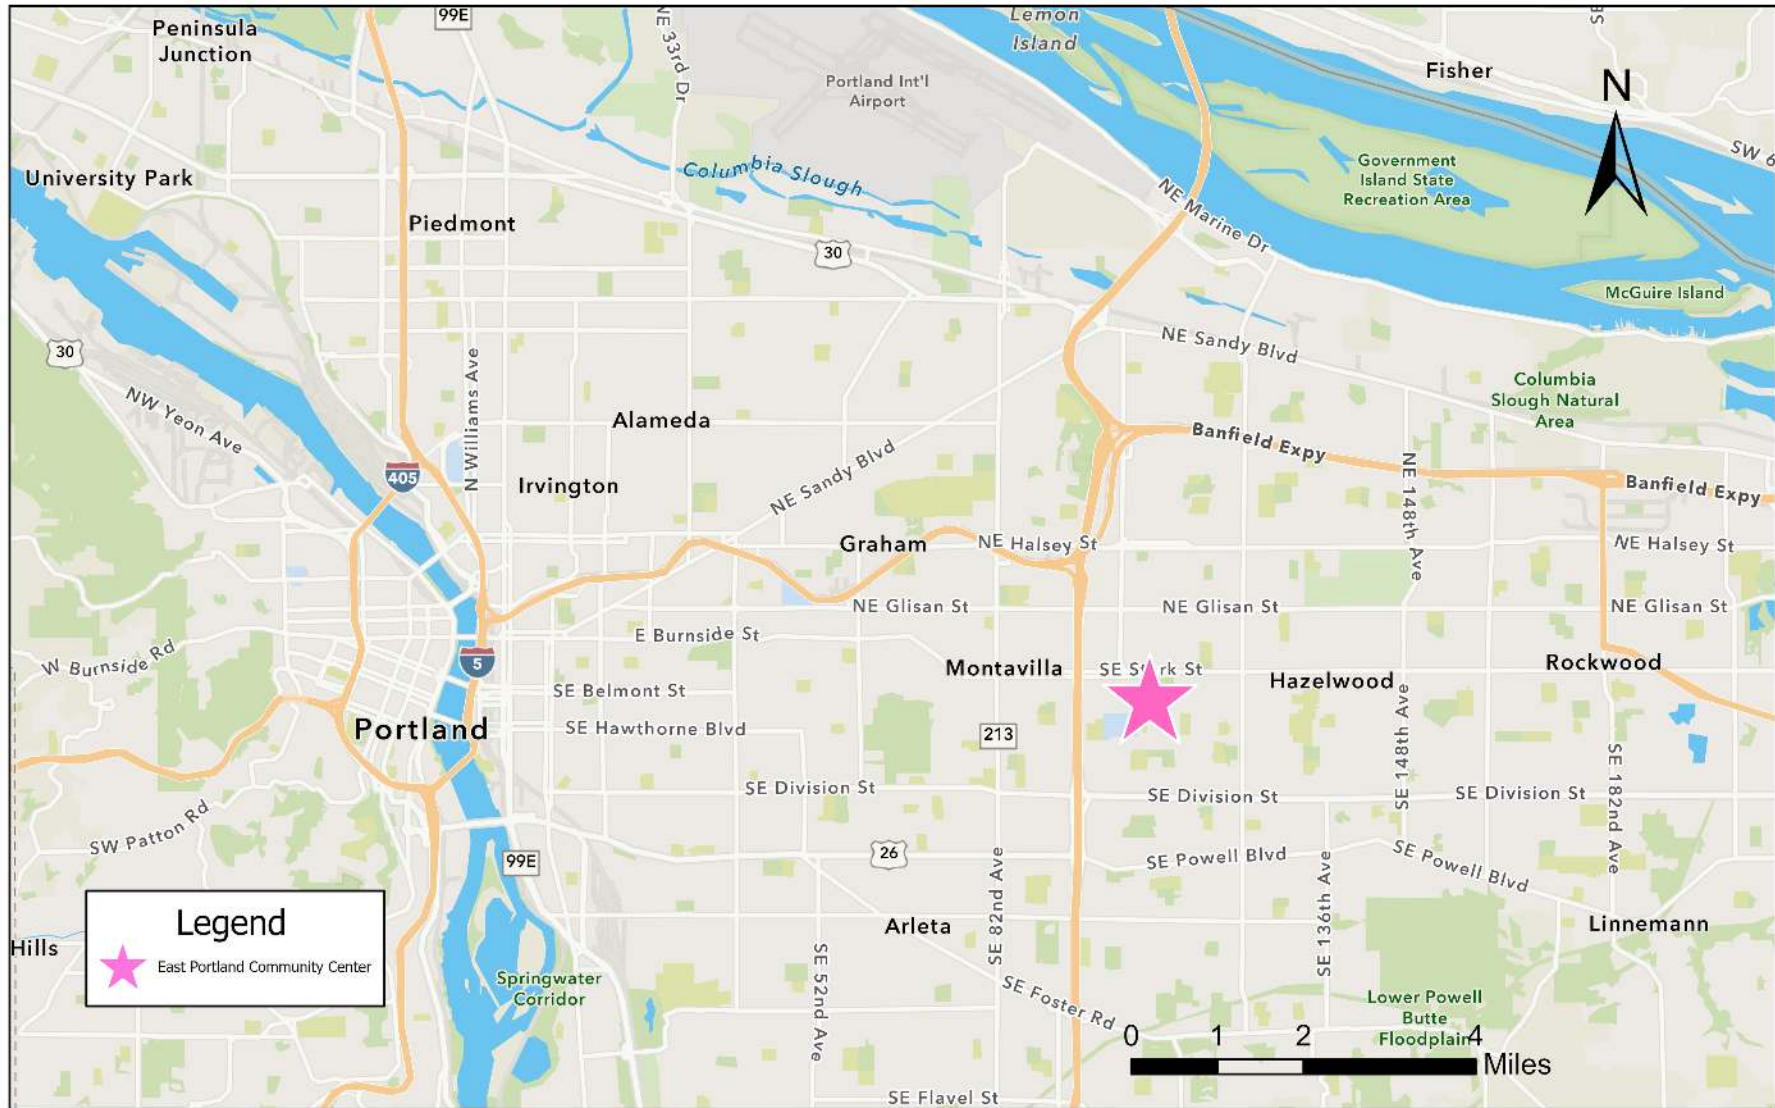 99E
Lemon
Island
Peninsula
Junction
NE 33rd Dr
Portland Int'l
Airport
Fisher
N
SW 6
Columbia Slough
University Park
Government
Island State
Recreation Area
Piedmont
NE Marine Dr
30
McGuire Island
30
NE Sandy Blvd
N Williams Ave
NW Yeon Ave
Columbia
Slough Natural
Area
Alameda
Banfield Expy
405
Irvington
NE Sandy Blvd
NE 148th Ave
Banfield Expy
Graham
NE Halsey St
NE Halsey St
NE Glisan St
NE Glisan St
NE Glisan St
E Burnside St
W Burnside Rd
5
Montavilla
SE St rk St
Hazelwood
Rockwood
SE Belmont St
Portland
SE Hawthorne Blvd
213
SE 148th Ave
SE 182nd Ave
SE Division St
SE Division St
SE Division St
SW Patton Rd
99E
26
SE Powell Blvd
SE Powell Blvd
SE 82nd Ave
SE 136th Ave
Legend
East Portland Community Center
Hills
Arleta
Linnemann
SE 52nd Ave
Springwater
Corridor
SE Foster Rd
Lower Powell
Butte
Floodplain
0 1 2 4
Miles
SE Flavel St